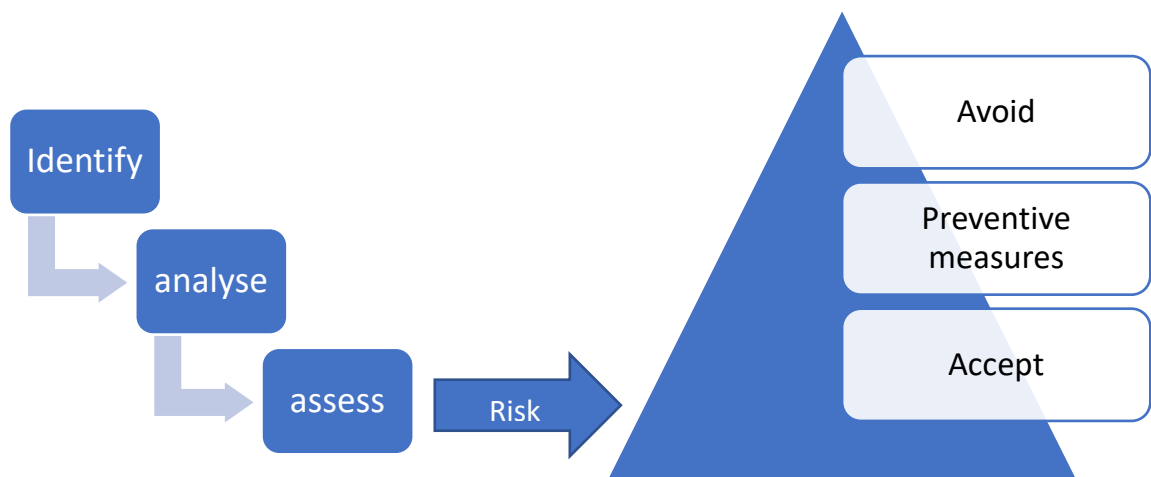 Identify
analyse
assess
Risk
Avoid
Preventive
measures
Accept